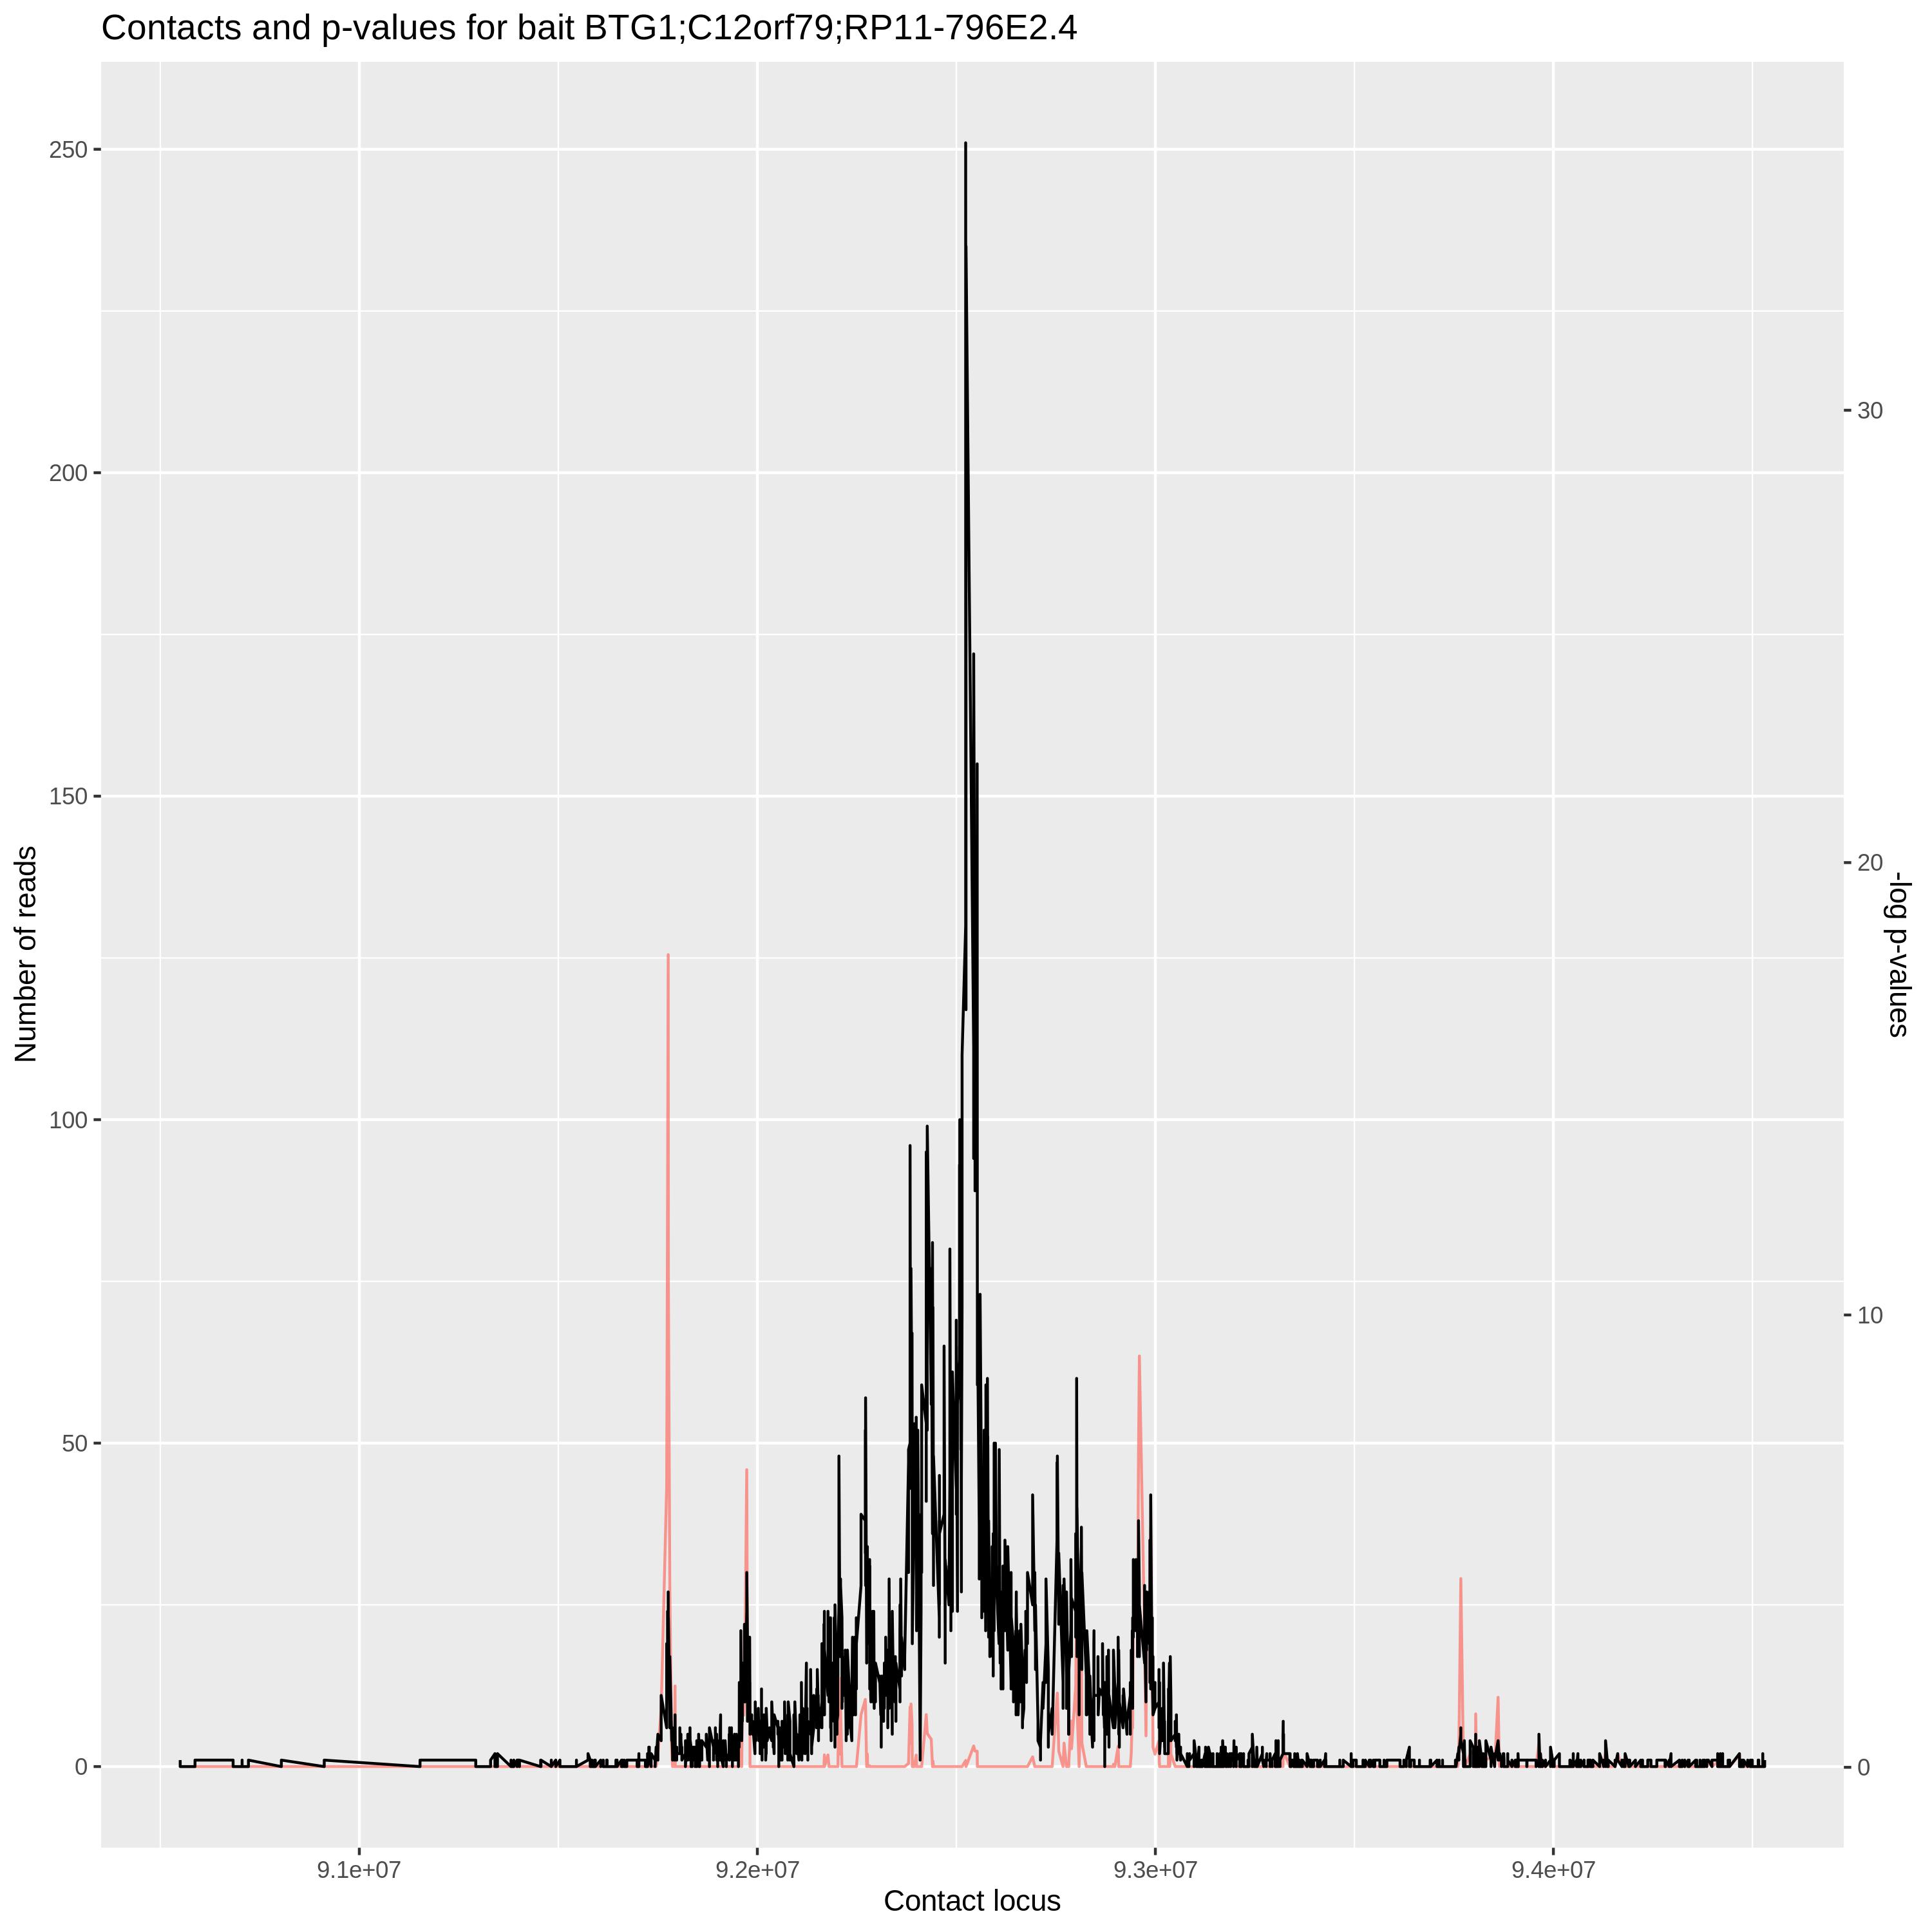 Contacts and p-values for bait BTG1;C12orf79;RP11-796E2.4
250
200
150
100
50
0
Number of reads
30
20
10
0
-log p-values
9.1e+07
9.2e+07
9.3e+07
9.4e+07
Contact locus